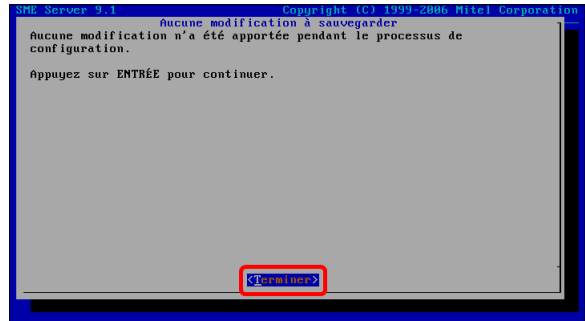 SME Server 9.1 Copyright (C) 1999-2006 Mitel Corporation
Aucune modification à sauvegarder
Aucune modification n'a été apportée pendant le processus de
configuration.
Appuyez sur ENTRÉE pour continuer.
<Terminer>